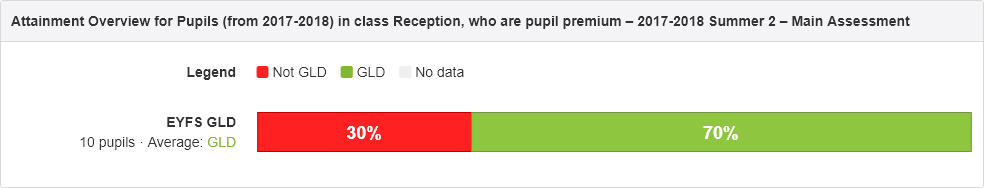 Attainment Overview for Pupils (from 2017-2018) in class Reception, who are pupil premium – 2017-2018 Summer 2 – Main Assessment
Legend Not GLD GLD No data
EYFS GLD
10 pupils · Average: GLD
30% 70%